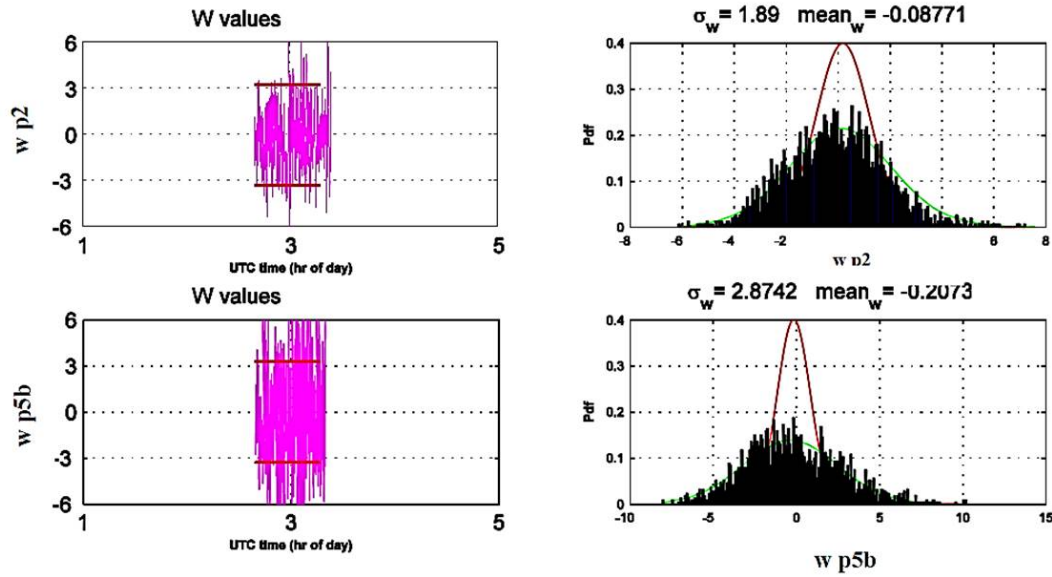 W values
6
3
0
-3
-6
w p2
1 3 5
UTC time (hr of day)
σw = 1.89 meanw = -0.08771
0.4
0.3
0.2
0.1
0
Pdf
-8 -6 -4 -2 6 8
w p2
W values
6
3
0
-3
-6
w p5b
1 3 5
UTC time (hr of day)
σw = 2.8742 meanw = -0.2073
0.4
0.3
0.2
0.1
0
Pdf
-10 -5 0 5 10 15
w p5b